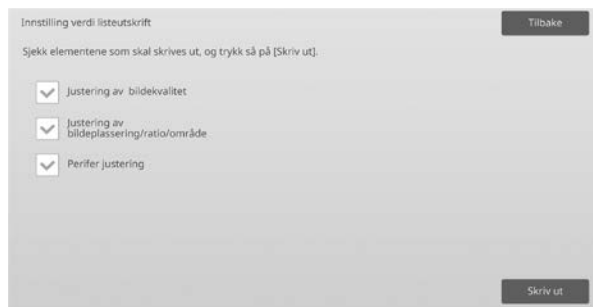 Innstilling verdi listeutskrift
Tilbake
Sjekk elementene som skal skrives ut, og trykk så på [Skriv ut].
Justering av bildekvalitet
Justering av
bildeplassering/ratio/område
Perifer justering
Skriv ut